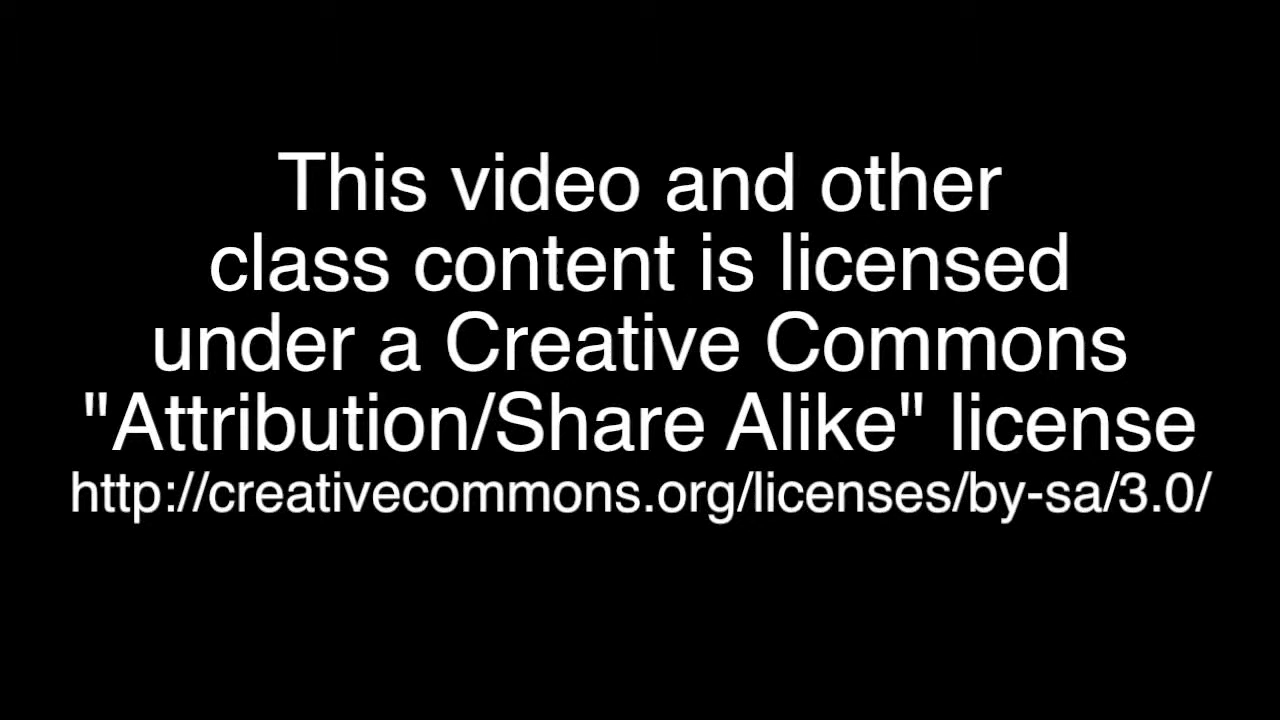 This video and other
class content is licensed
under a Creative Commons
"Attribution/Share Alike" license
http://creativecommons.org/licenses/by-sa/3.0/